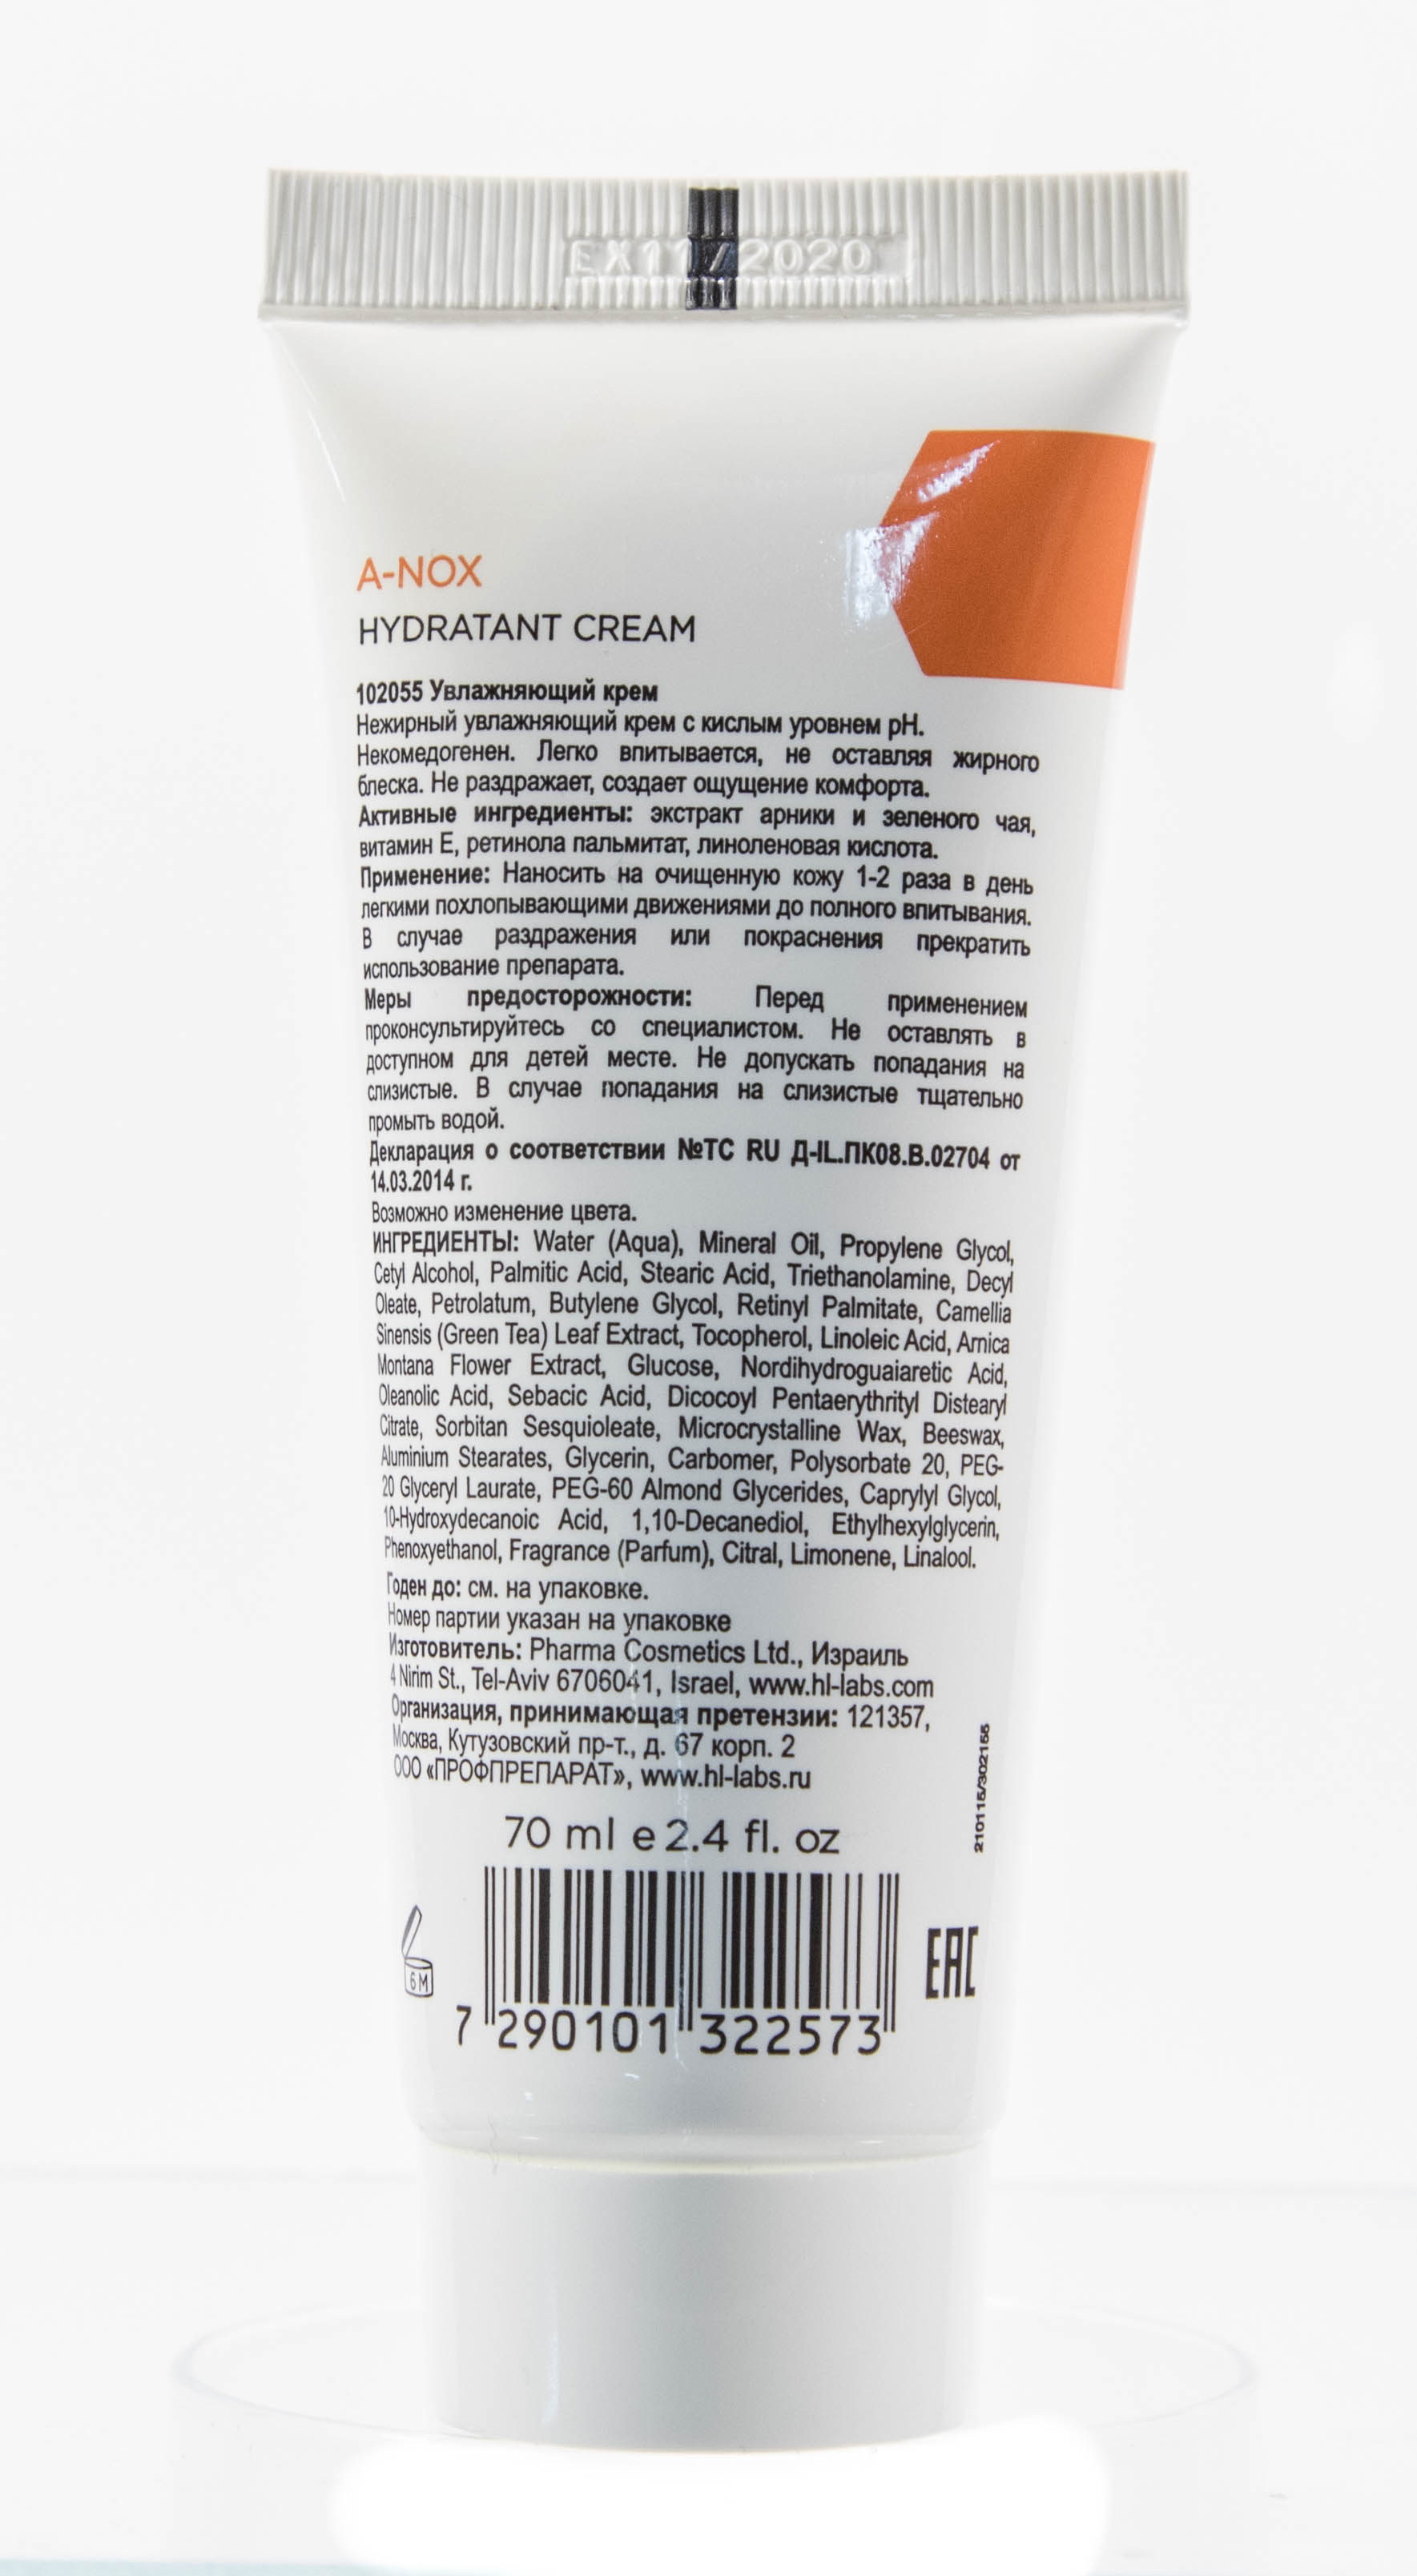 EX11/2020
A-NOX
HYDRATANT CREAM
102055 Увлажняющий крем
Нежирный увлажняющий крем с кислым уровнем pH.
Некомедогенен. Легко впитывается, не оставляя жирного
блеска. Не раздражает, создает ощущение комфорта.
Активные ингредиенты: экстракт арники и зеленого чая,
витамин Е, ретинола пальмитат, линоленовая кислота.
Применение: Наносить на очищенную кожу 1-2 раза в день
легкими похлопывающими движениями до полного впитывания.
В случае раздражения или покраснения прекратить
использование препарата.
Меры предосторожности: Перед применением
проконсультируйтесь со специалистом. Не оставлять в
доступном для детей месте. Не допускать попадания на
слизистые. В случае попадания на слизистые тщательно
промыть водой.
Декларация о соответствии №ТС RU Д-IL.ПК08.В.02704 от
14.03.2014 г.
Возможно изменение цвета.
ИНГРЕДИЕНТЫ: Water (Aqua), Mineral Oil, Propylene Glycol,
Cetyl Alcohol, Palmitic Acid, Stearic Acid, Triethanolamine, Decyl
Oleate, Petrolatum, Butylene Glycol, Retinyl Palmitate, Camellia
Sinensis (Green Tea) Leaf Extract, Tocopherol, Linoleic Acid, Arnica
Montana Flower Extract, Glucose, Nordihydroguaiaretic Acid,
Oleanolic Acid, Sebacic Acid, Dicocoyl Pentaerythrityl Distearyl
Citrate, Sorbitan Sesquioleate, Microcrystalline Wax, Beeswax,
Aluminium Stearates, Glycerin, Carbomer, Polysorbate 20, PEG-
20 Glyceryl Laurate, PEG-60 Almond Glycerides, Caprylyl Glycol,
10-Hydroxydecanoic Acid, 1,10-Decanediol, Ethylhexylglycerin,
Phenoxyethanol, Fragrance (Parfum), Citral, Limonene, Linalool.
Годен до: см. на упаковке.
Номер партии указан на упаковке
Изготовитель: Pharma Cosmetics Ltd., Израиль
4 Nirim St., Tel-Aviv 6706041, Israel, www.hl-labs.com
Организация, принимающая претензии: 121357,
Москва, Кутузовский пр-т., д. 67 корп. 2
ООО «ПРОФПРЕПАРАТ», www.hl-labs.ru
210115/302155
70 ml e 2.4 fl. oz
6M
EAC
7 290101 322573